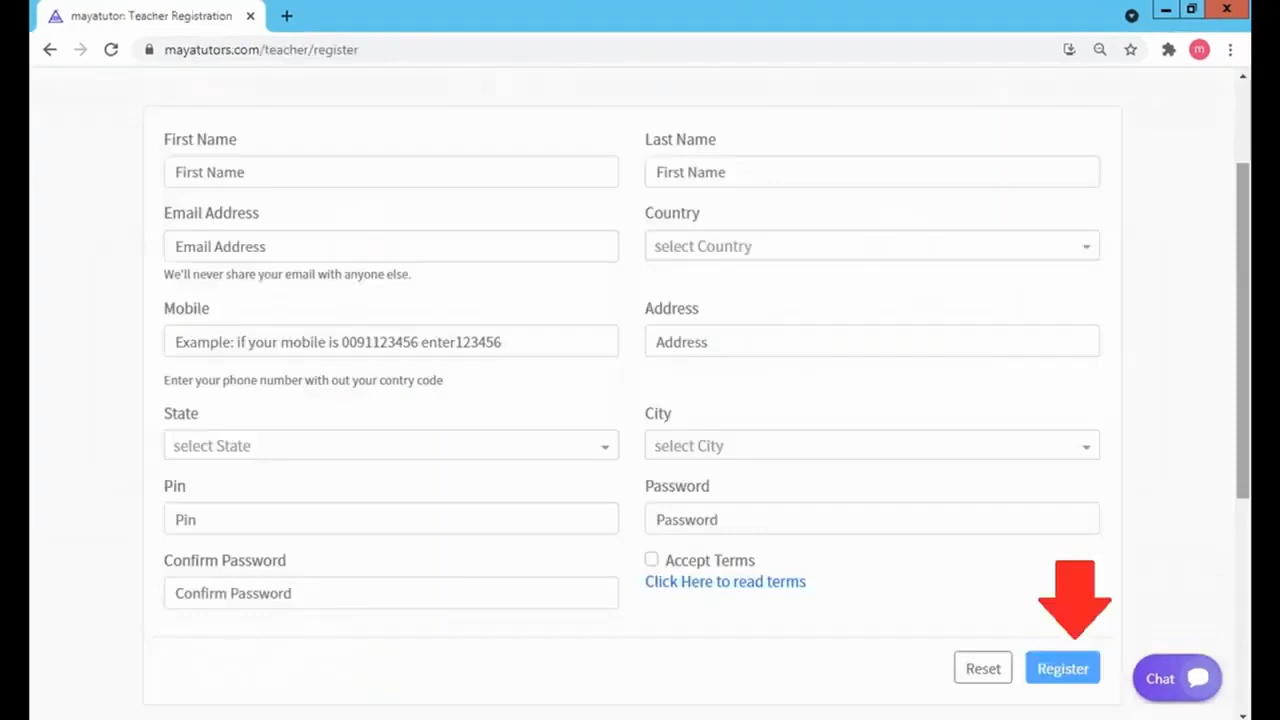 mayatutor: Teacher Registration
mayatutors.com/teacher/register
m
First Name
Last Name
First Name
First Name
Email Address
Country
Email Address
select Country
We'll never share your email with anyone else.
Mobile
Address
Example: if your mobile is 0091123456 enter123456
Address
Enter your phone number with out your contry code
State
City
select State
select City
Pin
Password
Pin
Password
Confirm Password
Accept Terms
Click Here to read terms
Confirm Password
Reset
Register
Chat